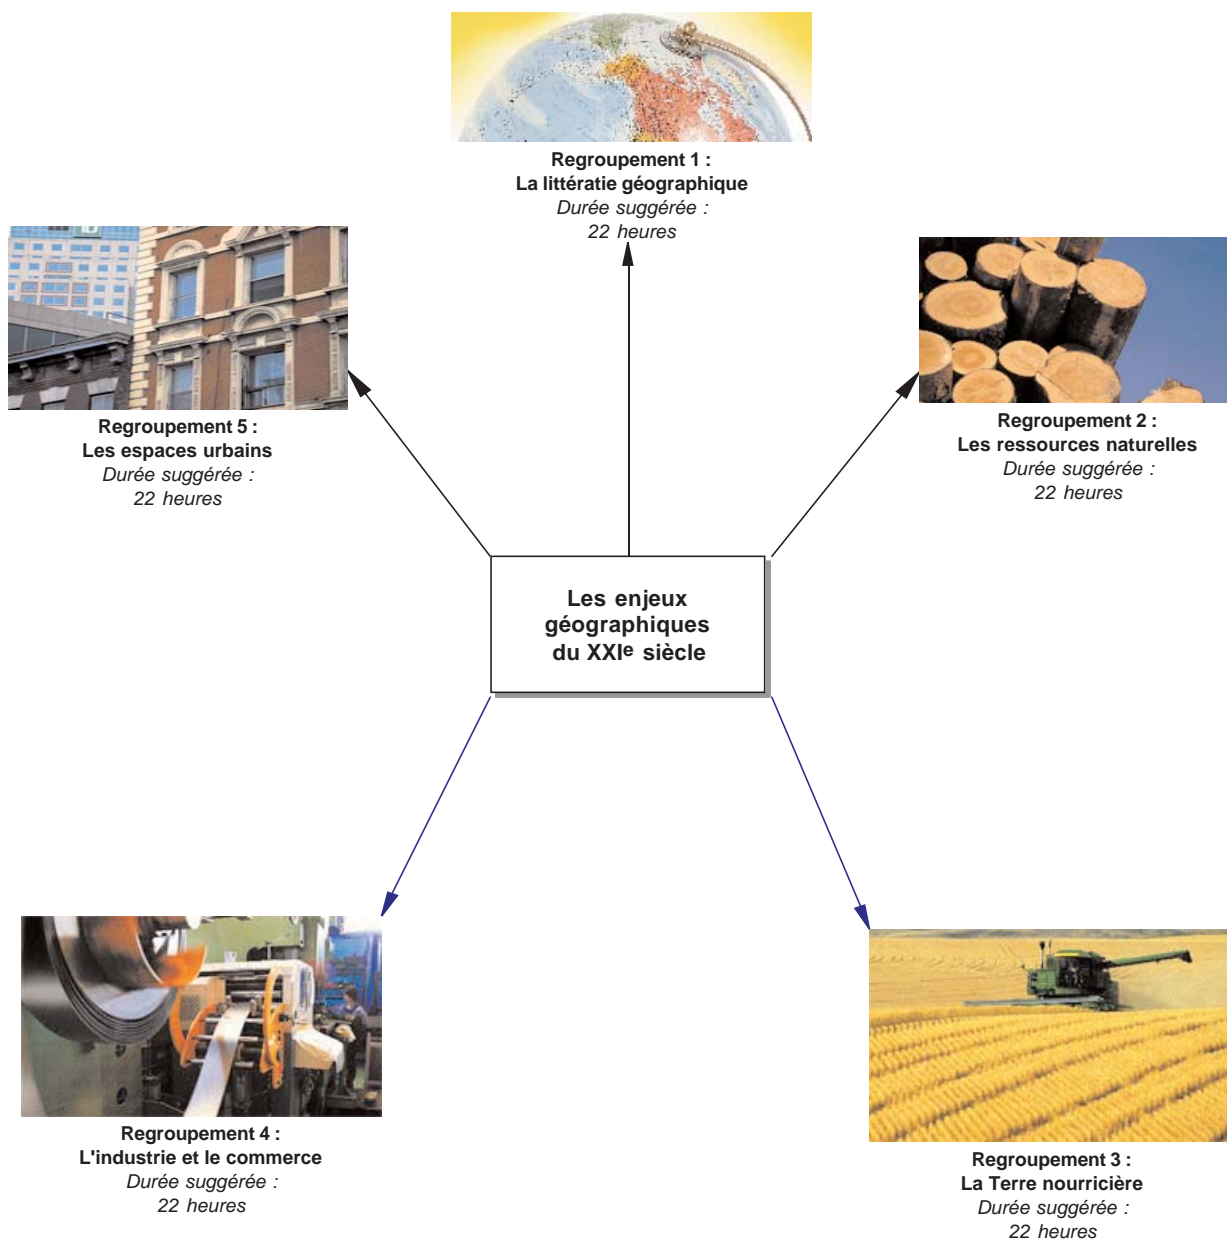 Regroupement 1 :
La littératie géographique
Durée suggérée :
22 heures
Regroupement 5 :
Les espaces urbains
Durée suggérée :
22 heures
Regroupement 2 :
Les ressources naturelles
Durée suggérée :
22 heures
Les enjeux
géographiques
du XXIe siècle
Regroupement 4 :
L'industrie et le commerce
Durée suggérée :
22 heures
Regroupement 3 :
La Terre nourricière
Durée suggérée :
22 heures